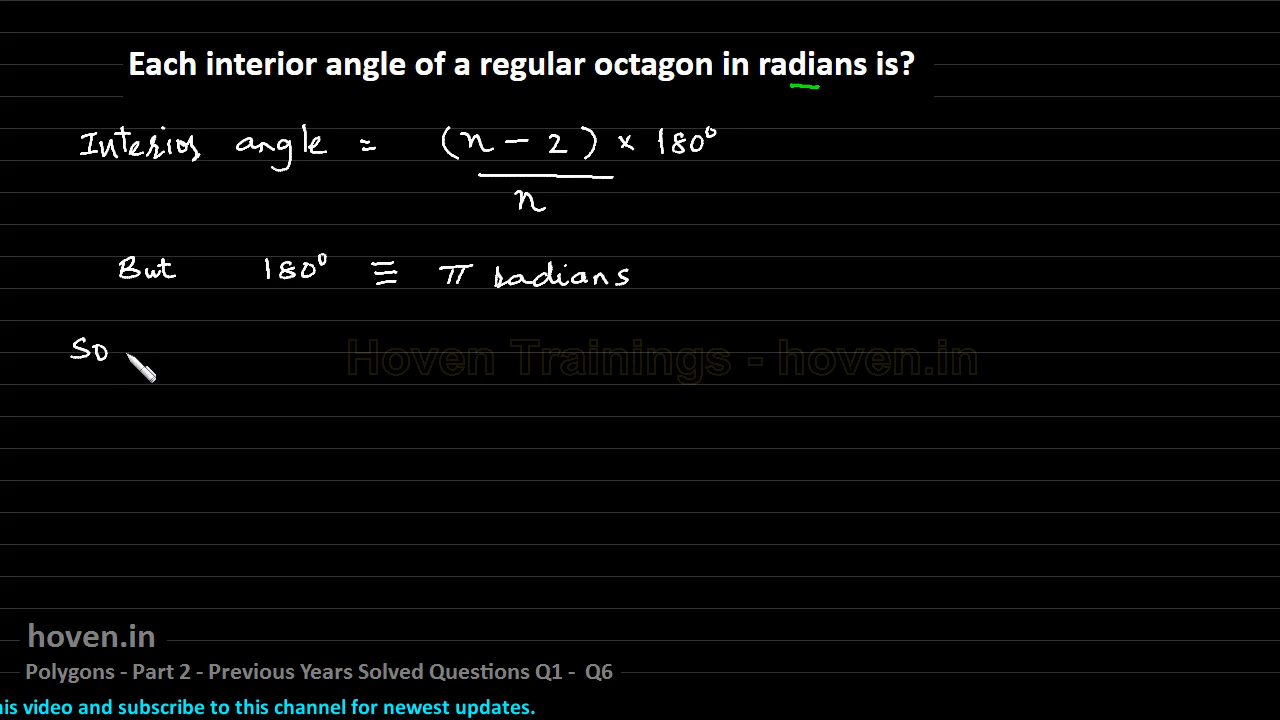 Each interior angle of a regular octagon in radians is?
Interior angle = (n - 2) × 180°
n
But 180° ≡ π radians
So
Hoven Trainings - hoven.in
hoven.in
Polygons - Part 2 - Previous Years Solved Questions Q1 - Q6
his video and subscribe to this channel for newest updates.